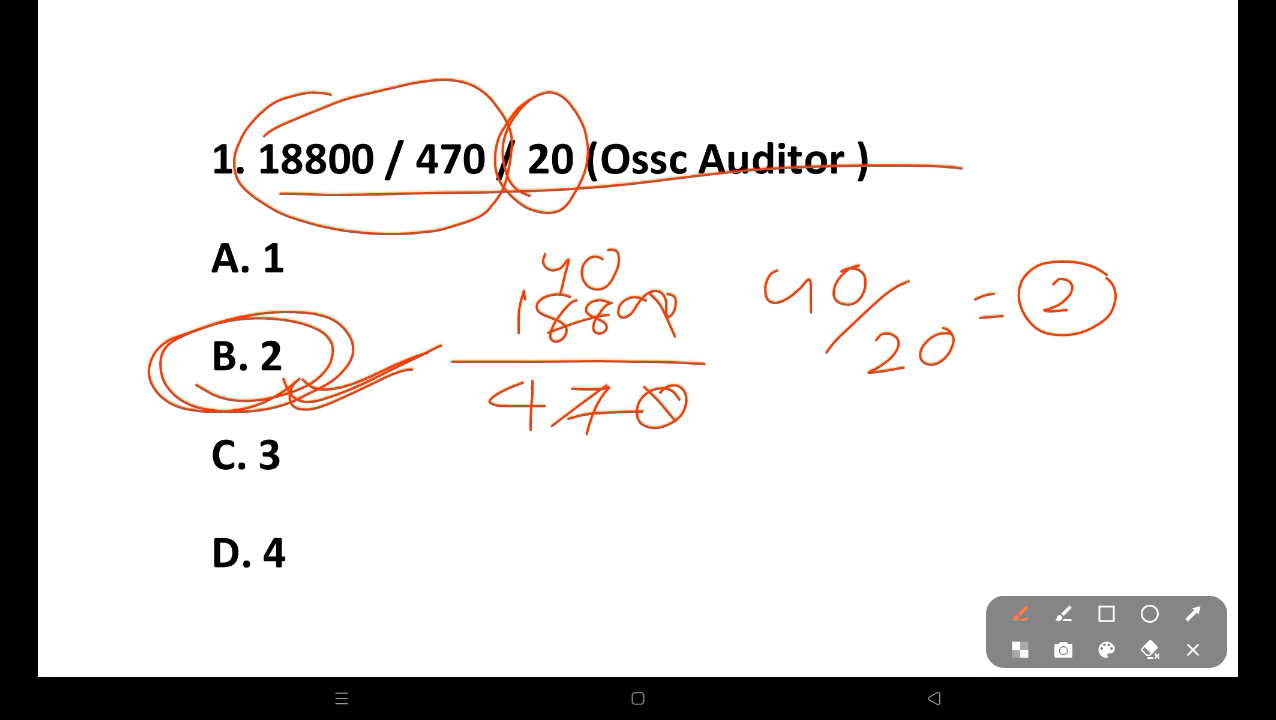 1. 18800 / 470 / 20 (Ossc Auditor )
A. 1
40
18800
470
40/20 = 2
B. 2
C. 3
D. 4